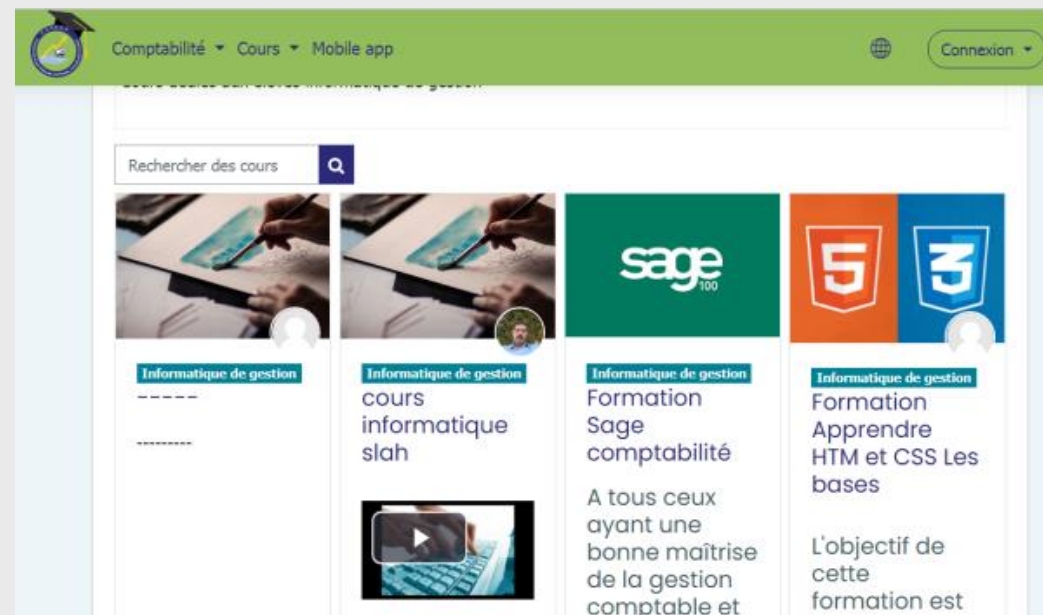 Comptabilité Cours Mobile app
Connexion
Rechercher des cours
Informatique de gestion
-----
---------
Informatique de gestion
cours
informatique
slah
sage
100
Informatique de gestion
Formation
Sage
comptabilité
A tous ceux
ayant une
bonne maîtrise
de la gestion
comptable et
5
3
Informatique de gestion
Formation
Apprendre
HTM et CSS Les
bases
L'objectif de
cette
formation est